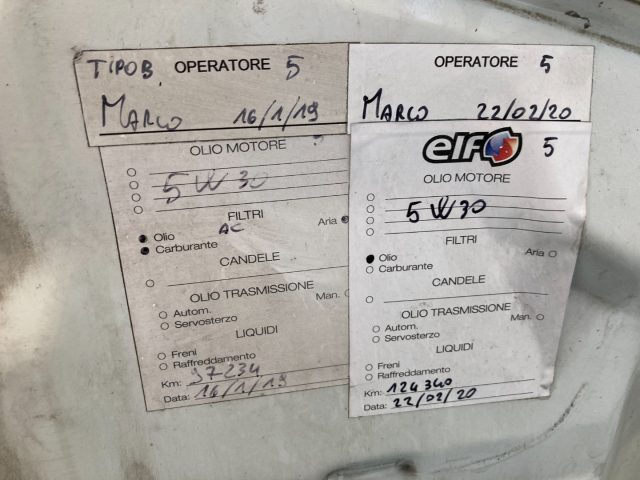 TIPOB OPERATORE 5
MARCO 16/1/19
OLIO MOTORE
5W30
FILTRI
AC
Olio Aria
Carburante
CANDELE
OLIO TRASMISSIONE
Autom. Man.
Servosterzo
LIQUIDI
Freni
Raffreddamento
Km: 97234
Data: 16/1/19
OPERATORE 5
MARCO 22/02/20
elf 5
OLIO MOTORE
5W30
FILTRI
Olio Aria
Carburante
CANDELE
OLIO TRASMISSIONE
Autom. Man.
Servosterzo
LIQUIDI
Freni
Raffreddamento
Km: 124340
Data: 22/02/20